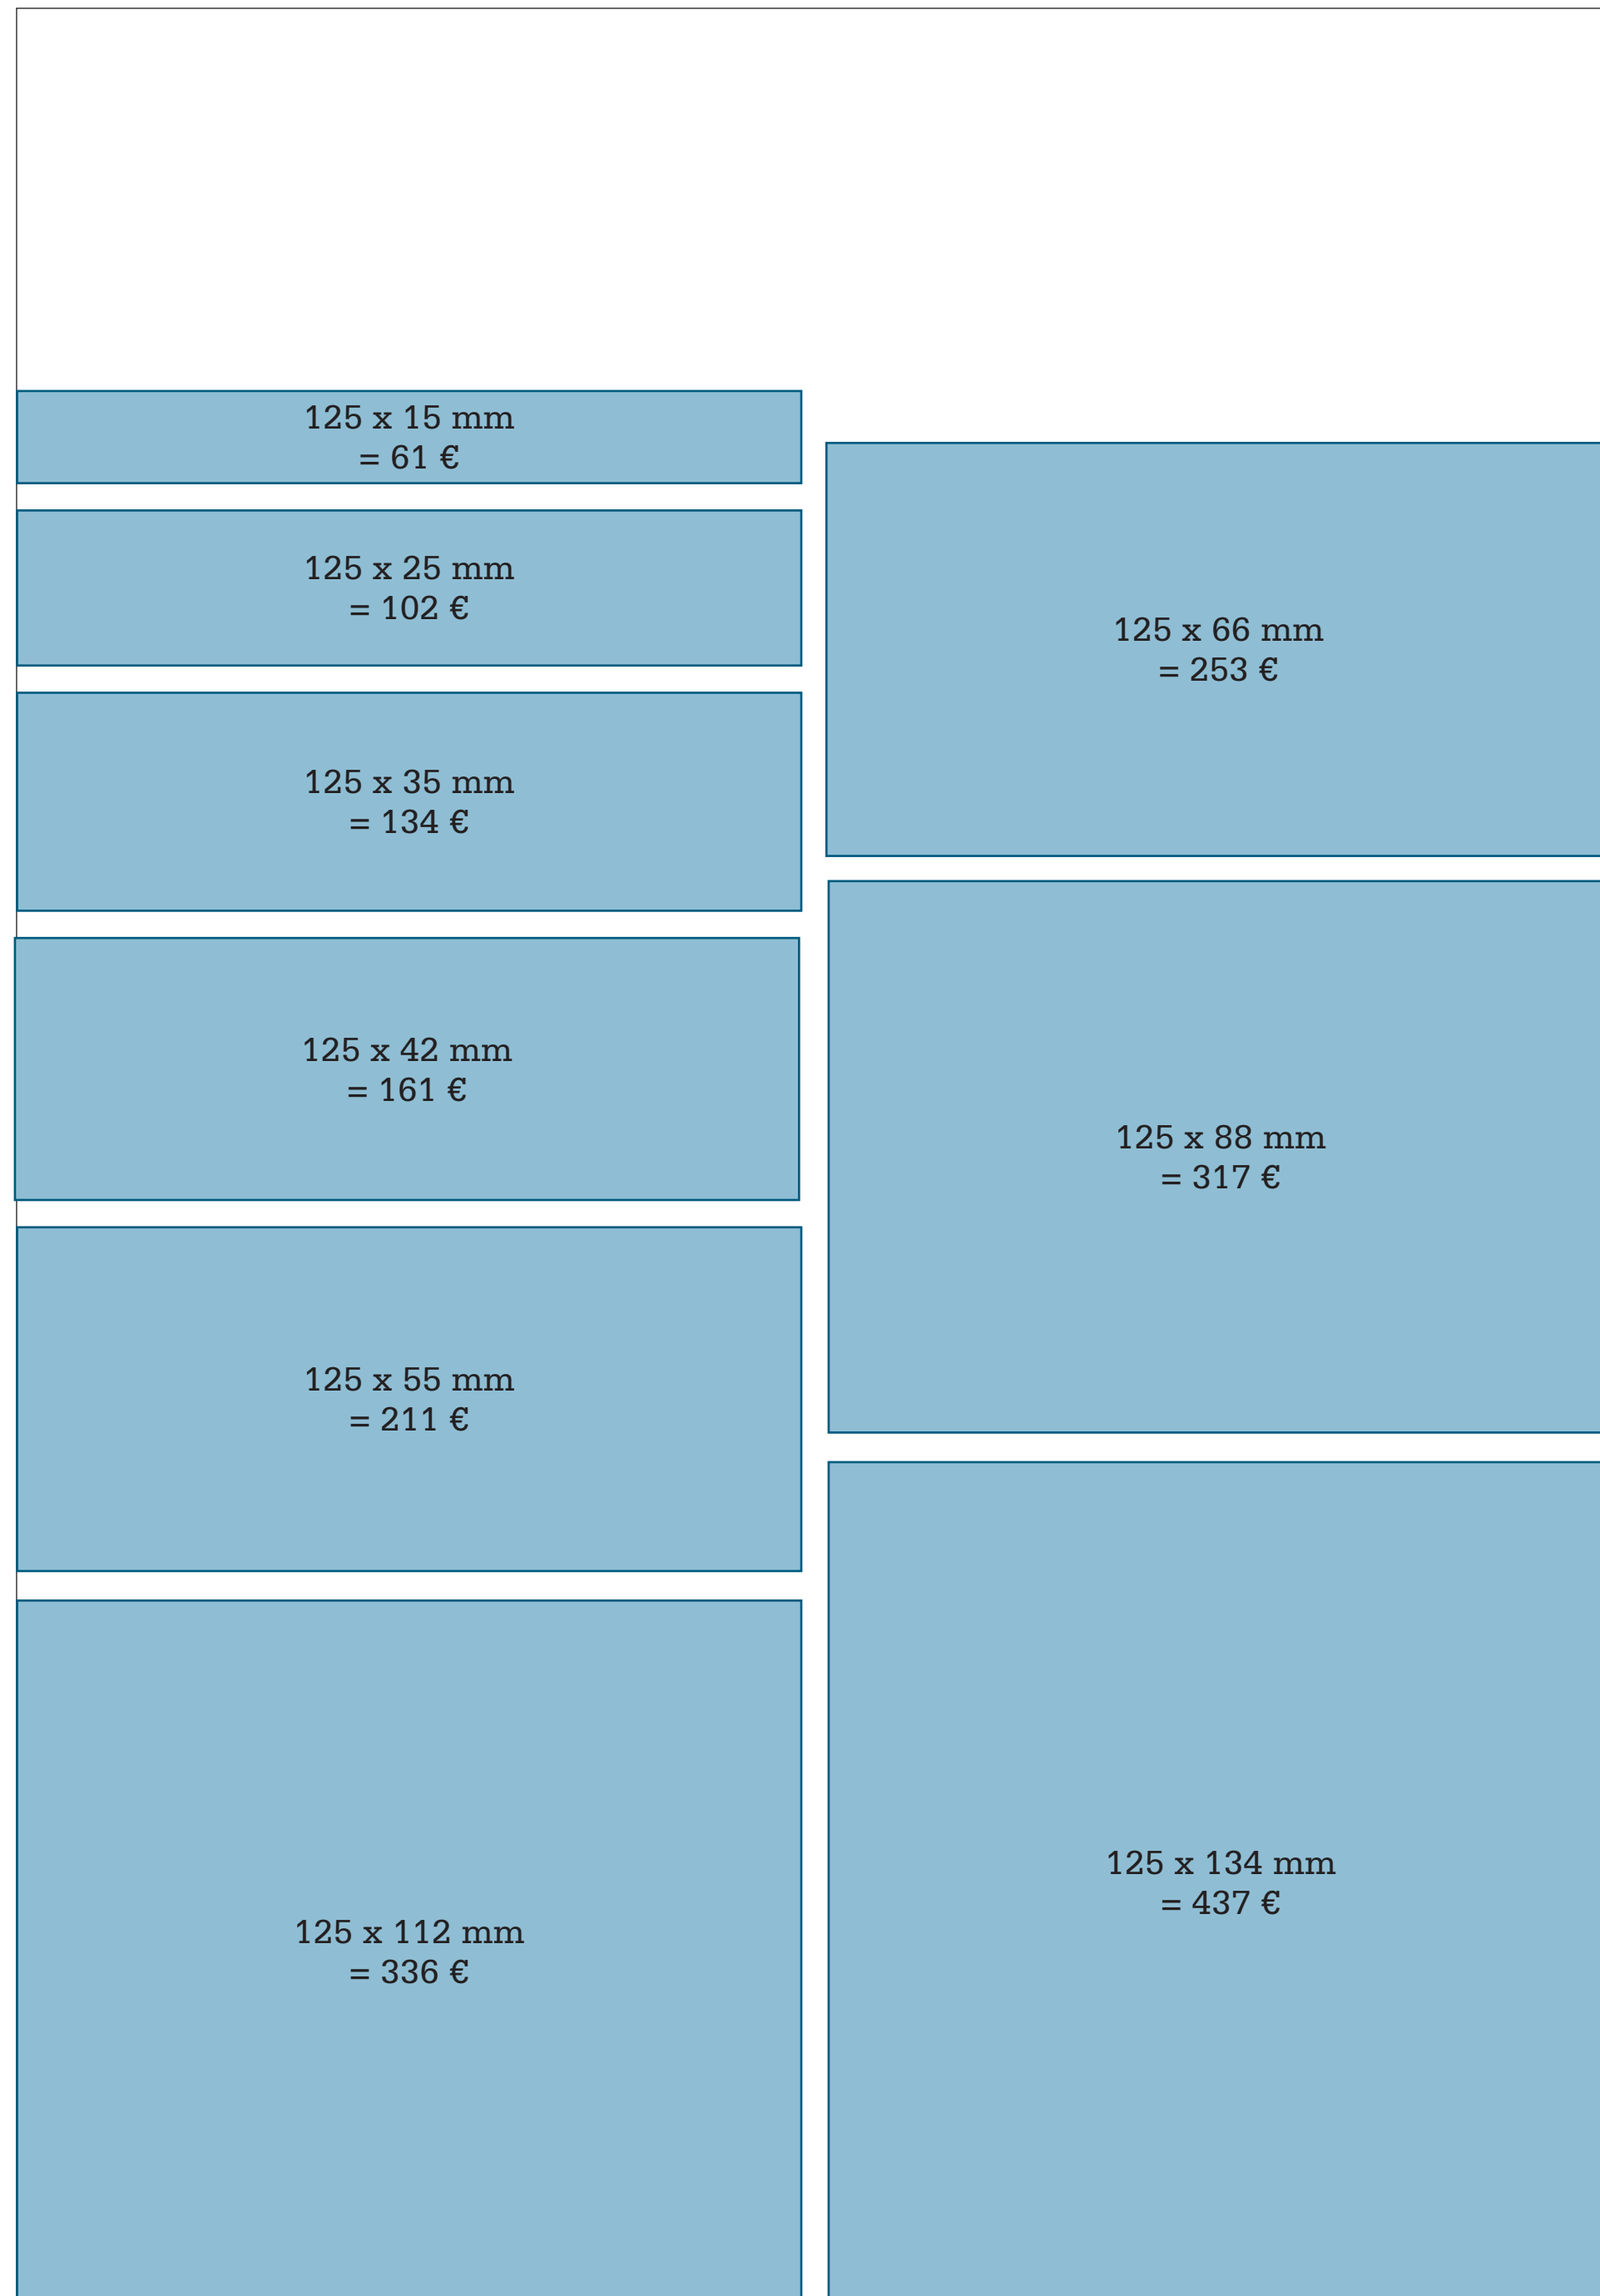 125 x 15 mm
= 61 €
125 x 25 mm
= 102 €
125 x 35 mm
= 134 €
125 x 42 mm
= 161 €
125 x 55 mm
= 211 €
125 x 112 mm
= 336 €
125 x 66 mm
= 253 €
125 x 88 mm
= 317 €
125 x 134 mm
= 437 €